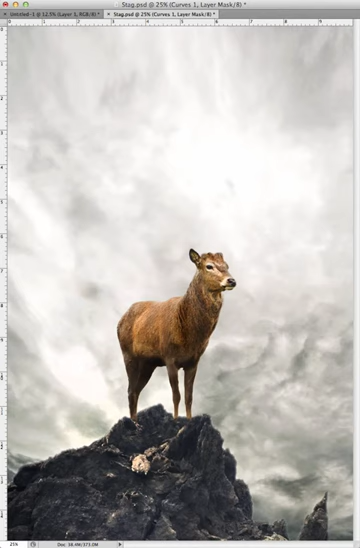 Stag.psd @ 25% (Curves 1, Layer Mask/8) *
Untitled-1 @ 12.5% (Layer 1, RGB/8) *
Stag.psd @ 25% (Curves 1, Layer Mask/8) *
25%
Doc: 38.4M/373.0M